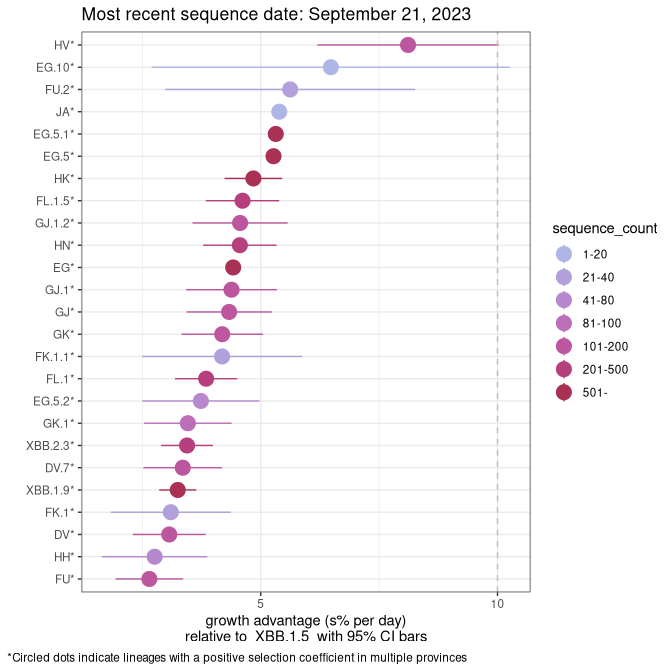 Most recent sequence date: September 21, 2023
HV*
EG.10*
FU.2*
JA*
EG.5.1*
EG.5*
HK*
FL.1.5*
GJ.1.2*
HN*
EG*
GJ.1*
GJ*
GK*
FK.1.1*
FL.1*
EG.5.2*
GK.1*
XBB.2.3*
DV.7*
XBB.1.9*
FK.1*
DV*
HH*
FU*
5 10
growth advantage (s% per day)
relative to XBB.1.5 with 95% CI bars
sequence_count
1-20
21-40
41-80
81-100
101-200
201-500
501-
*Circled dots indicate lineages with a positive selection coefficient in multiple provinces